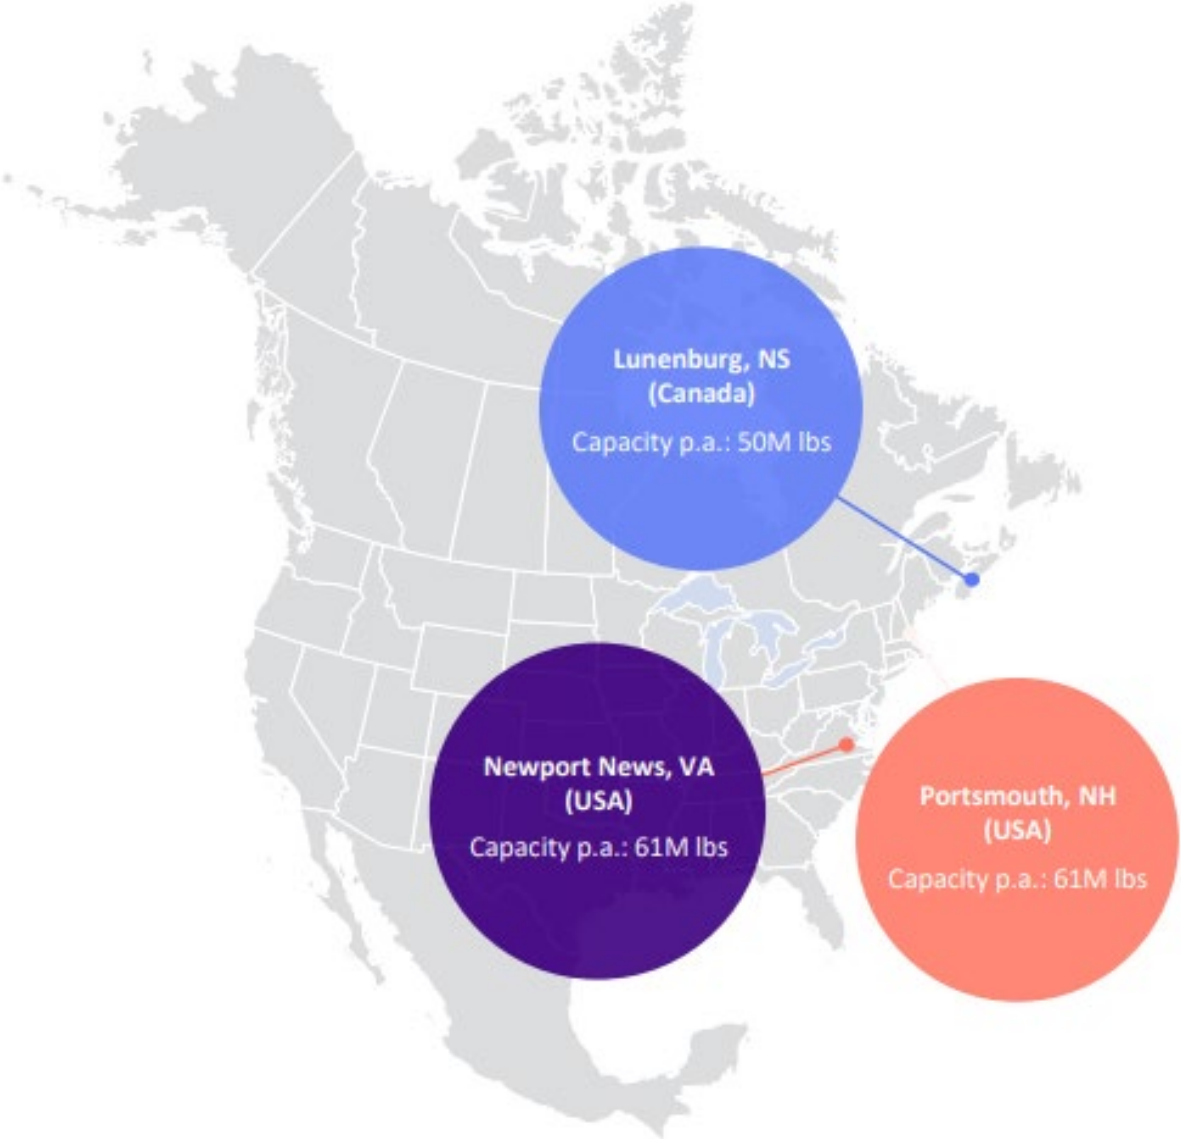 Lunenburg, NS
(Canada)
Capacity p.a.: 50M lbs
Newport News, VA
(USA)
Capacity p.a.: 61M lbs
Portsmouth, NH
(USA)
Capacity p.a.: 61M lbs